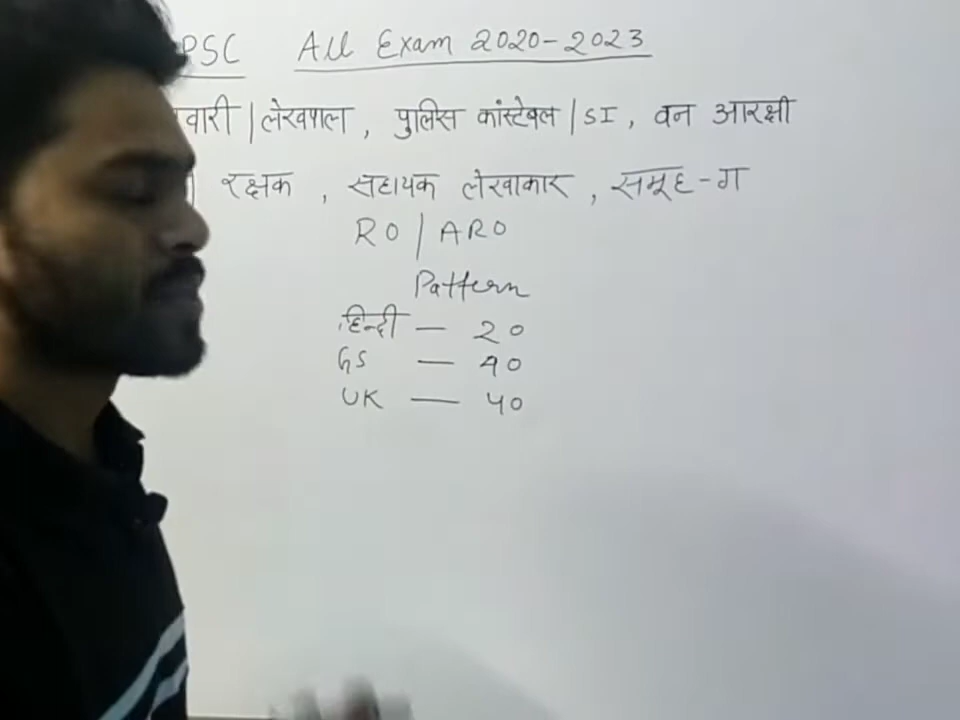 PSC All Exam 2020-2023
वारी | लेखपाल , पुलिस कांस्टेबल | SI , वन आरक्षी
रक्षक , सहायक लेखाकार , समूह-ग
RO | ARO
Pattern
हिन्दी — 20
GS — 40
UK — 40